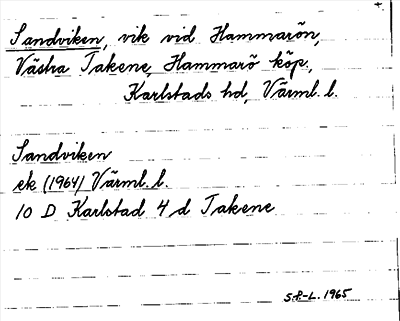 Sandviken, vik vid Hammarön,
Västra Takene, Hammarö köp,
Karlstads hd, Värml. l.
Sandviken
ek (1964) Värml. l.
10 D Karlstad 4 d Takene
S.P-L. 1965